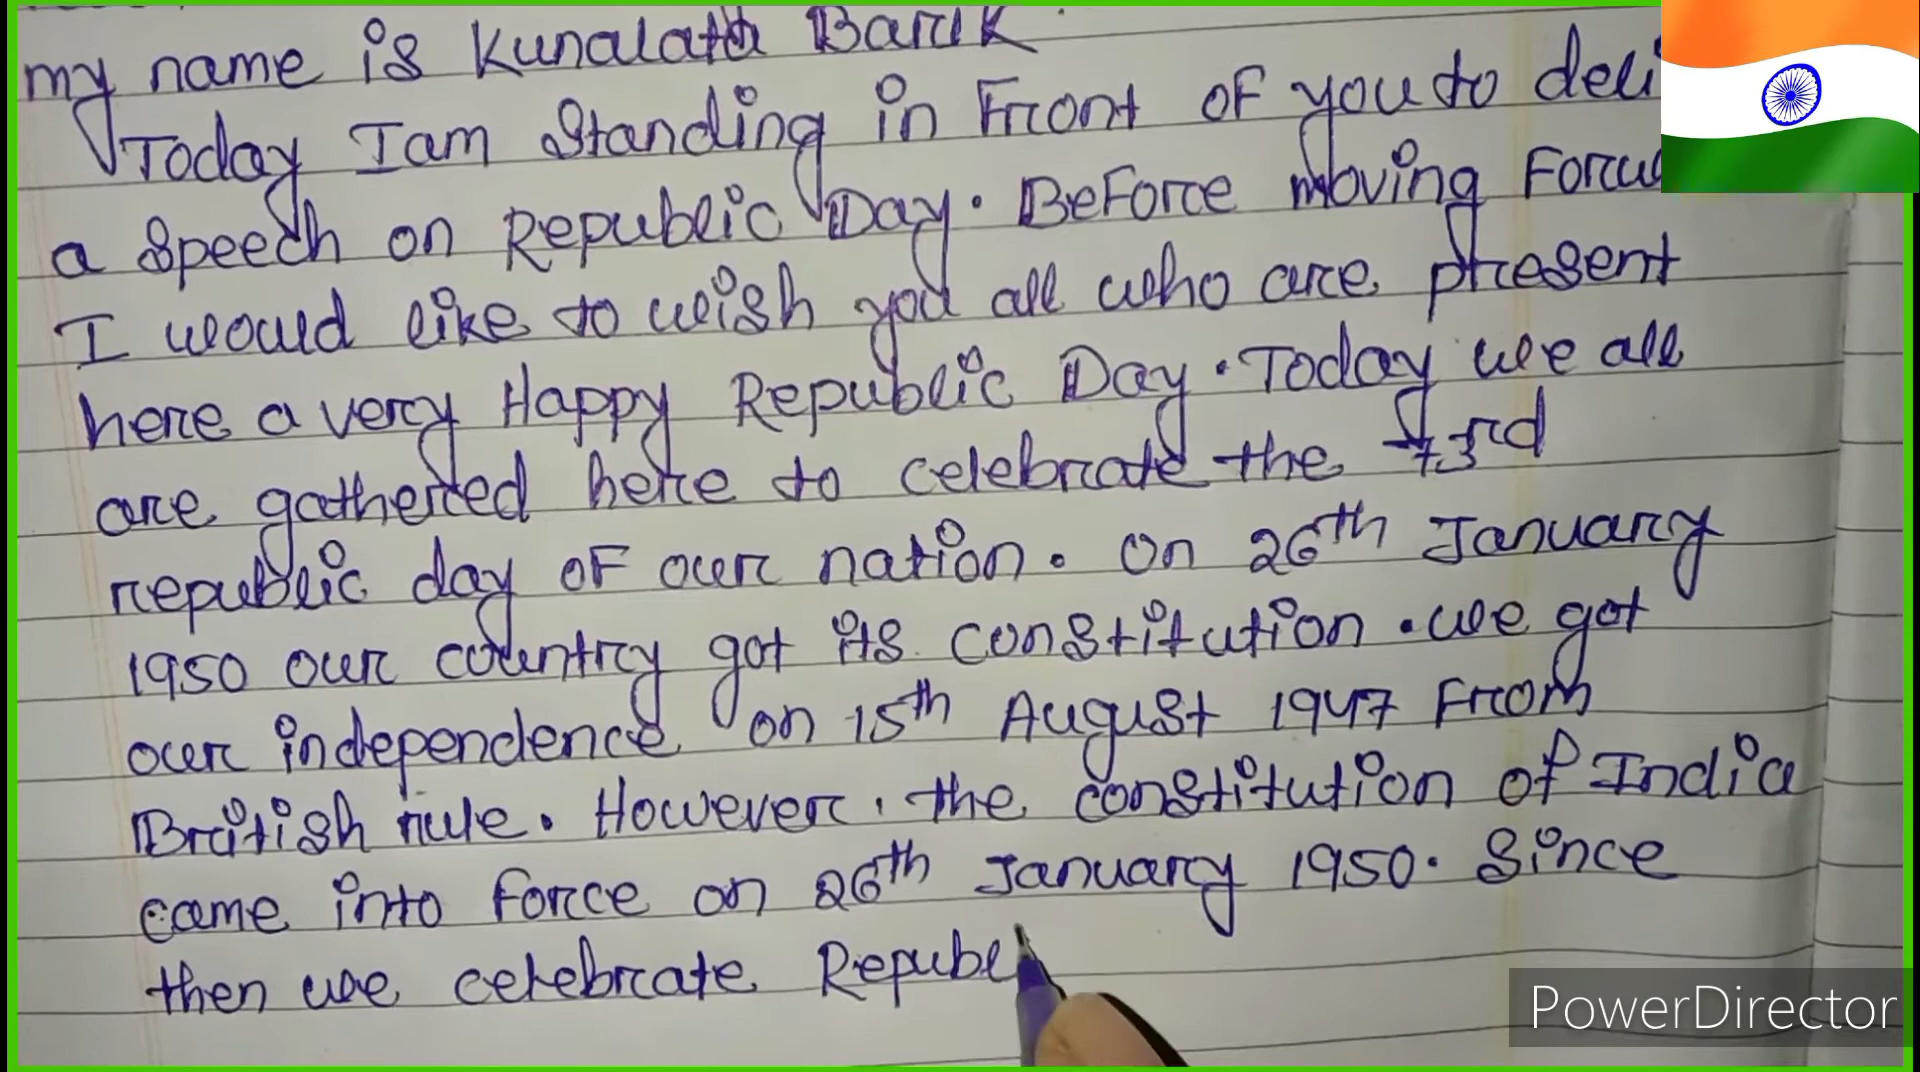 my name is Kunalata Barik.
Today I am Standing in Front of you to deli
a speech on Republic Day. Before moving Forw
I would like to wish you all who are present
here a very Happy Republic Day. Today we all
are gathered here to celebrate the 73rd
republic day of our nation. On 26th January
1950 our country got its constitution. we got
our independence on 15th August 1947 From
British rule. However, the constitution of India
came into force on 26th January 1950. Since
then we celebrate Republ
PowerDirector